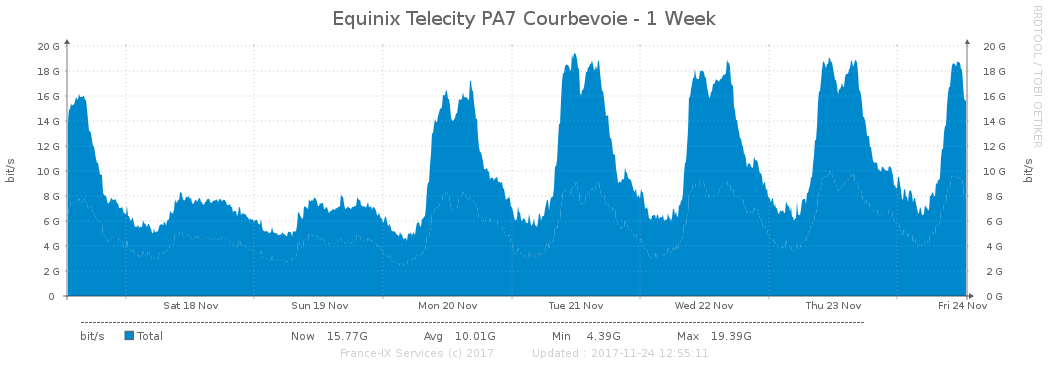 Equinix Telecity PA7 Courbevoie - 1 Week
RRDTOOL / TOBI OETIKER
bit/s
20 G 20 G
18 G 18 G
16 G 16 G
14 G 14 G
12 G 12 G
10 G 10 G
8 G 8 G
6 G 6 G
4 G 4 G
2 G 2 G
0 0 G
bit/s
Sat 18 Nov Sun 19 Nov Mon 20 Nov Tue 21 Nov Wed 22 Nov Thu 23 Nov Fri 24 Nov
bit/s Total Now 15.77G Avg 10.01G Min 4.39G Max 19.39G
France-IX Services (c) 2017 Updated : 2017-11-24 12:55:11